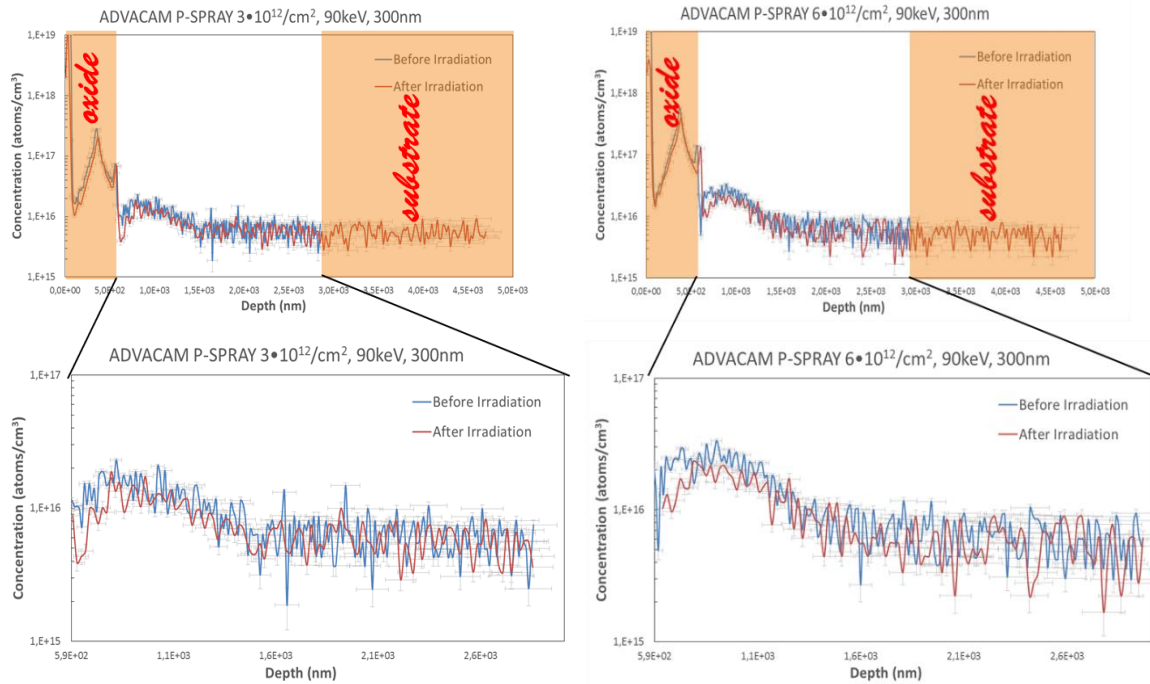 ADVACAM P-SPRAY 3•10¹²/cm², 90keV, 300nm
1,E+19
1,E+18
1,E+17
1,E+16
1,E+15
Concentration (atoms/cm³)
oxide
Before Irradiation
After Irradiation
substrate
0,0E+00 5,0E+02 1,0E+03 1,5E+03 2,0E+03 2,5E+03 3,0E+03 3,5E+03 4,0E+03 4,5E+03 5,0E+03
Depth (nm)
ADVACAM P-SPRAY 6•10¹²/cm², 90keV, 300nm
1,E+19
1,E+18
1,E+17
1,E+16
1,E+15
Concentration (atoms/cm³)
oxide
Before Irradiation
After Irradiation
substrate
0,0E+00 5,0E+02 1,0E+03 1,5E+03 2,0E+03 2,5E+03 3,0E+03 3,5E+03 4,0E+03 4,5E+03 5,0E+03
Depth (nm)
ADVACAM P-SPRAY 3•10¹²/cm², 90keV, 300nm
1,E+17
1,E+16
1,E+15
Concentration (atoms/cm³)
Before Irradiation
After Irradiation
5,9E+02 1,1E+03 1,6E+03 2,1E+03 2,6E+03
Depth (nm)
ADVACAM P-SPRAY 6•10¹²/cm², 90keV, 300nm
1,E+17
1,E+16
1,E+15
Concentration (atoms/cm³)
Before Irradiation
After Irradiation
5,9E+02 1,1E+03 1,6E+03 2,1E+03 2,6E+03
Depth (nm)